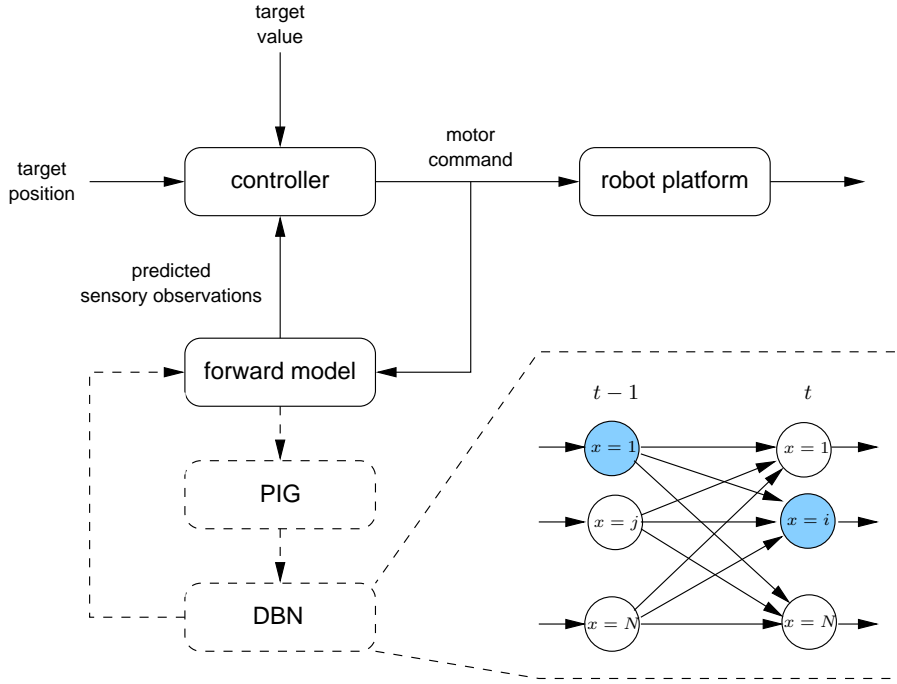 target
value
target
position
controller
motor
command
robot platform
predicted
sensory observations
forward model
PIG
DBN
t − 1
t
x = 1
x = 1
x = j
x = i
x = N
x = N